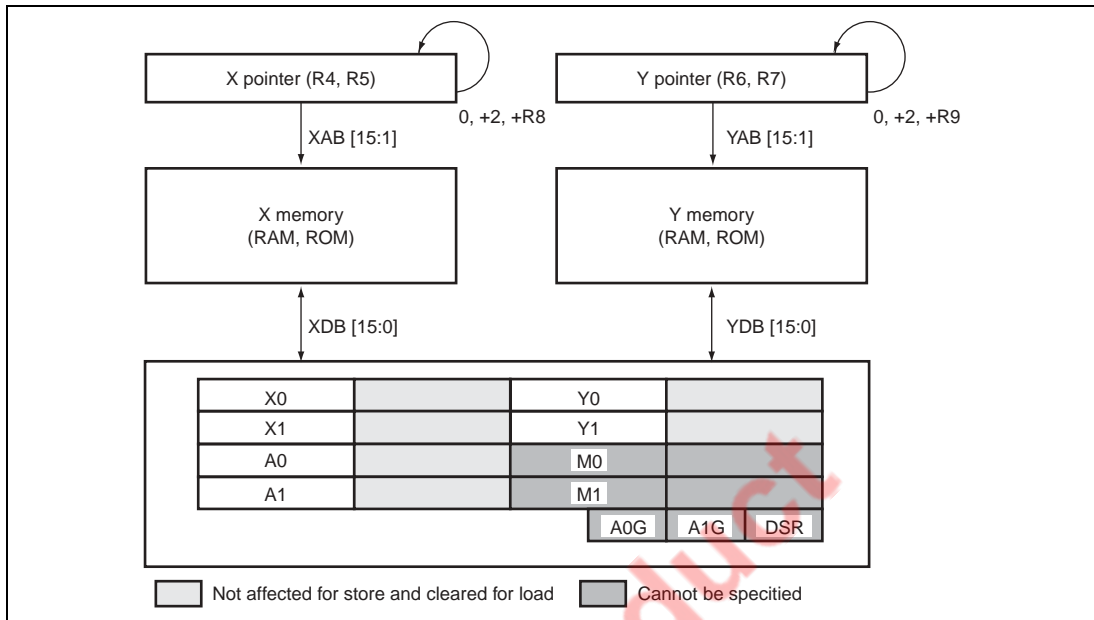 X pointer (R4, R5)
Y pointer (R6, R7)
0, +2, +R8
0, +2, +R9
XAB [15:1]
YAB [15:1]
X memory
(RAM, ROM)
Y memory
(RAM, ROM)
XDB [15:0]
YDB [15:0]
X0
Y0
X1
Y1
A0
M0
A1
M1
A0G
A1G
DSR
Not affected for store and cleared for load
Cannot be specitied
duct